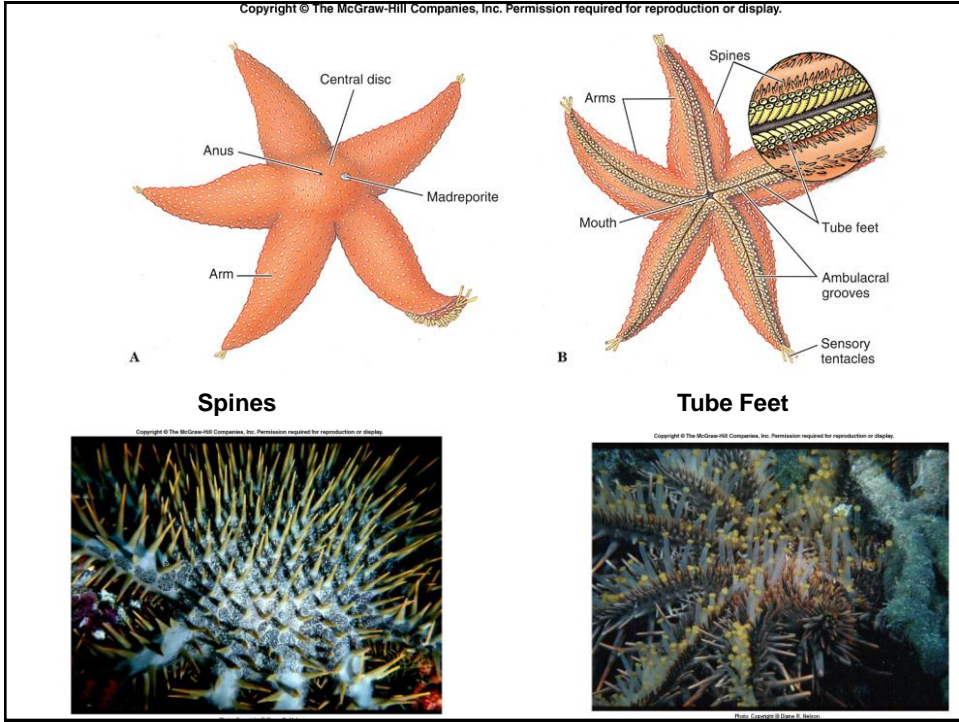 Copyright © The McGraw-Hill Companies, Inc. Permission required for reproduction or display.
Central disc
Anus
Madreporite
Arm
A
Spines
Arms
Mouth
Tube feet
Ambulacral
grooves
Sensory
tentacles
B
Spines
Tube Feet
Copyright © The McGraw-Hill Companies, Inc. Permission required for reproduction or display.
Copyright © The McGraw-Hill Companies, Inc. Permission required for reproduction or display.
Photo: Copyright © Diane R. Nelson